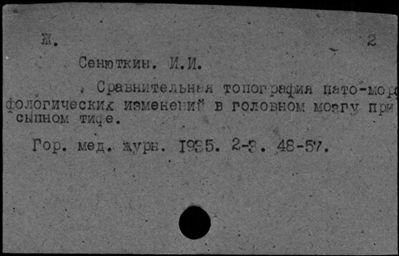 Ж. 2
Сенюткин. И.И.
Сравнительная топография пато-мор
фологических изменений в головном мозгу при
сыпном тифе.
Гор. мед. журн. 1935. 2-3. 48-57.